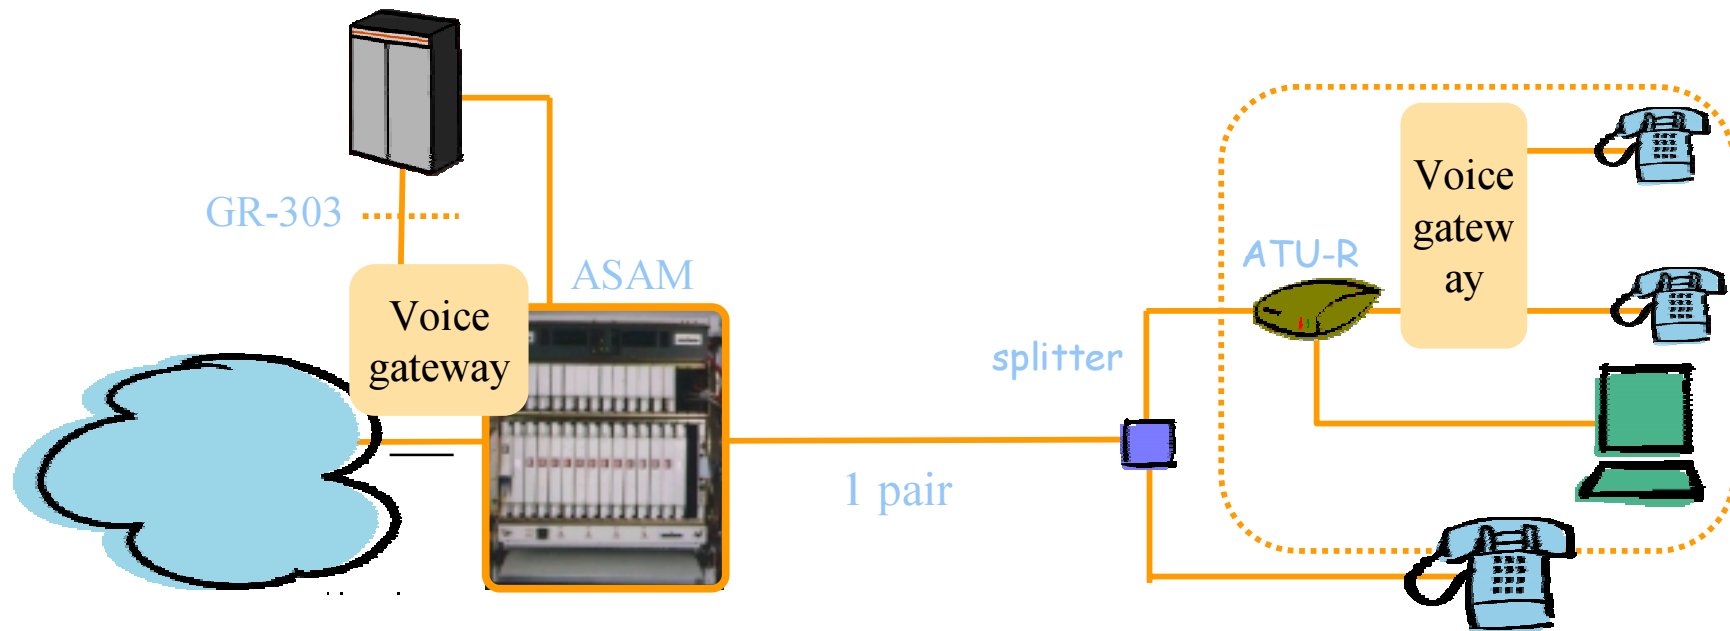 GR-303
ASAM
Voice
gateway
splitter
1 pair
ATU-R
Voice
gatew
ay